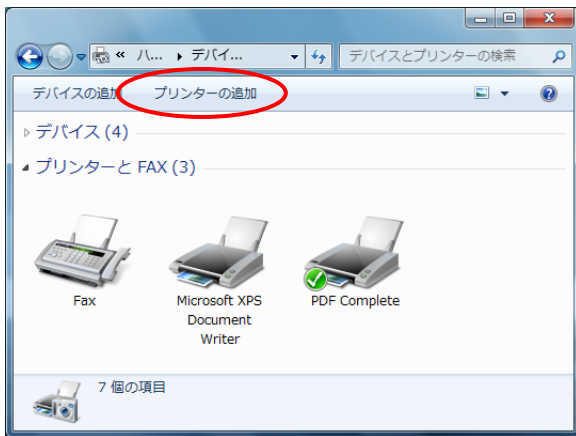 « ハ... ▸ デバイ... デバイスとプリンターの検索
デバイスの追加 プリンターの追加
デバイス (4)
プリンターと FAX (3)
Fax
Microsoft XPS
Document
Writer
PDF Complete
7 個の項目